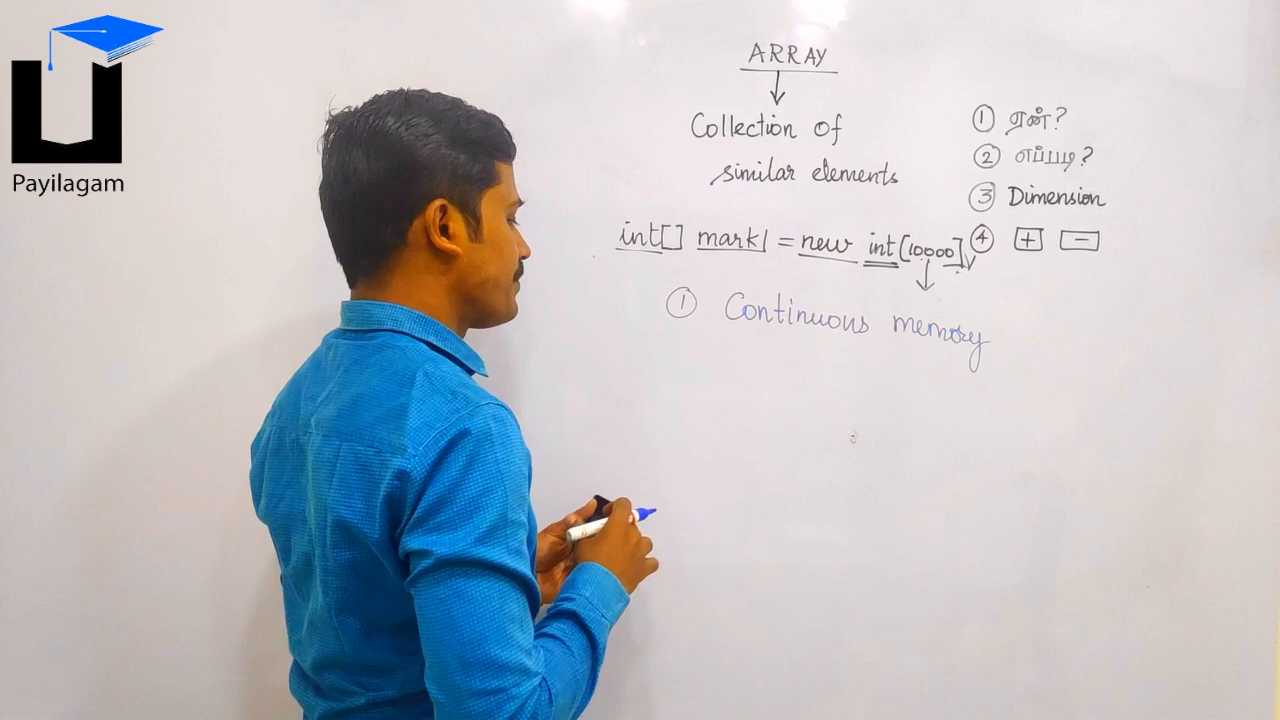 Payilagam
ARRAY
Collection of
similar elements
int[] mark1 = new int[10000]
① Continuous memory
① ஏன்?
② எப்படி?
③ Dimension
④ + -